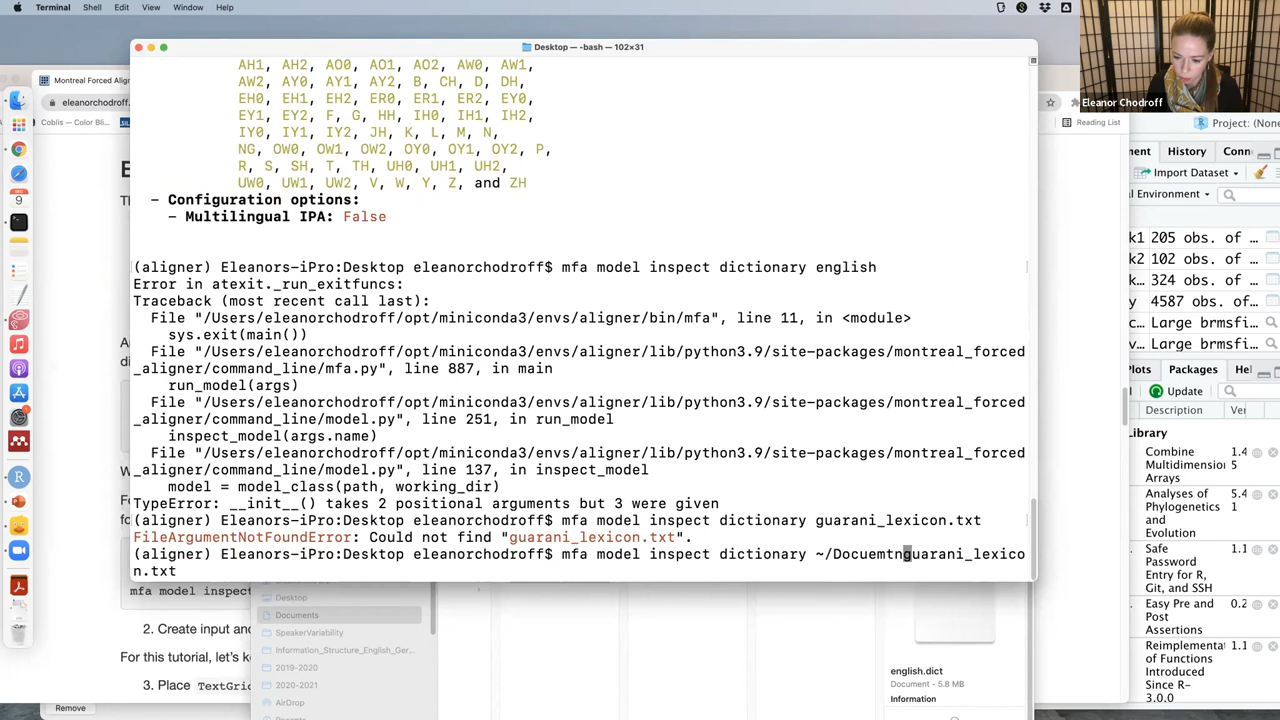 Terminal Shell Edit View Window Help
Desktop — -bash — 102×31
Eleanor Chodroff
Montreal Forced Aligner
eleanorchodroff.
Coblis — Color Bli
AH1, AH2, AO0, AO1, AO2, AW0, AW1,
AW2, AY0, AY1, AY2, B, CH, D, DH,
EH0, EH1, EH2, ER0, ER1, ER2, EY0,
EY1, EY2, F, G, HH, IH0, IH1, IH2,
IY0, IY1, IY2, JH, K, L, M, N,
NG, OW0, OW1, OW2, OY0, OY1, OY2, P,
R, S, SH, T, TH, UH0, UH1, UH2,
UW0, UW1, UW2, V, W, Y, Z, and ZH
– Configuration options:
– Multilingual IPA: False
(aligner) Eleanors-iPro:Desktop eleanorchodroff$ mfa model inspect dictionary english
Error in atexit._run_exitfuncs:
Traceback (most recent call last):
File "/Users/eleanorchodroff/opt/miniconda3/envs/aligner/bin/mfa", line 11, in <module>
sys.exit(main())
File "/Users/eleanorchodroff/opt/miniconda3/envs/aligner/lib/python3.9/site-packages/montreal_forced
_aligner/command_line/mfa.py", line 887, in main
run_model(args)
File "/Users/eleanorchodroff/opt/miniconda3/envs/aligner/lib/python3.9/site-packages/montreal_forced
_aligner/command_line/model.py", line 251, in run_model
inspect_model(args.name)
File "/Users/eleanorchodroff/opt/miniconda3/envs/aligner/lib/python3.9/site-packages/montreal_forced
_aligner/command_line/model.py", line 137, in inspect_model
model = model_class(path, working_dir)
TypeError: __init__() takes 2 positional arguments but 3 were given
(aligner) Eleanors-iPro:Desktop eleanorchodroff$ mfa model inspect dictionary guarani_lexicon.txt
FileArgumentNotFoundError: Could not find "guarani_lexicon.txt".
(aligner) Eleanors-iPro:Desktop eleanorchodroff$ mfa model inspect dictionary ~/Docuemtnguarani_lexico
n.txt
mfa model inspe
2. Create input and
For this tutorial, let's k
3. Place TextGri
Remove
Desktop
Documents
SpeakerVariability
Information_Structure_English_Ger...
2019-2020
2020-2021
AirDrop
english.dict
Document - 5.8 MB
Information
Reading List
Project: (None
History Conn
Import Dataset
Environment
k1 205 obs. of …
k2 102 obs. of …
k 324 obs. of …
y 4587 obs. of …
Large brmsfi…
Large brmsfi…
Plots Packages Hel
Update
Description Ver
Library
Combine Multidimension Arrays 1.4 5
Analyses of Phylogenetics and Evolution 5.4 1
Safe Password Entry for R, Git, and SSH 1.1
Easy Pre and Post Assertions 0.2
Reimplementat of Functions Introduced Since R-3.0.0 1.1